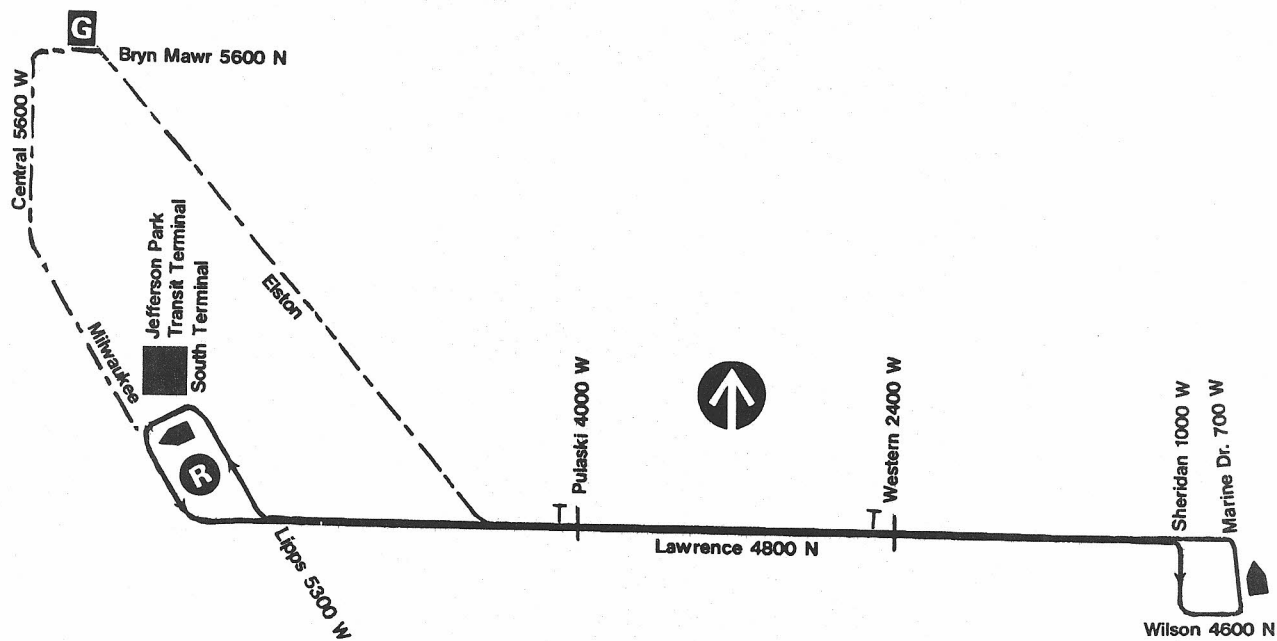 G
Bryn Mawr 5600 N
Central 5600 W
Jefferson Park
Transit Terminal
South Terminal
Milwaukee
Elston
R
Lipps 5300 W
T
Pulaski 4000 W
Lawrence 4800 N
T
Western 2400 W
Sheridan 1000 W
Marine Dr. 700 W
Wilson 4600 N